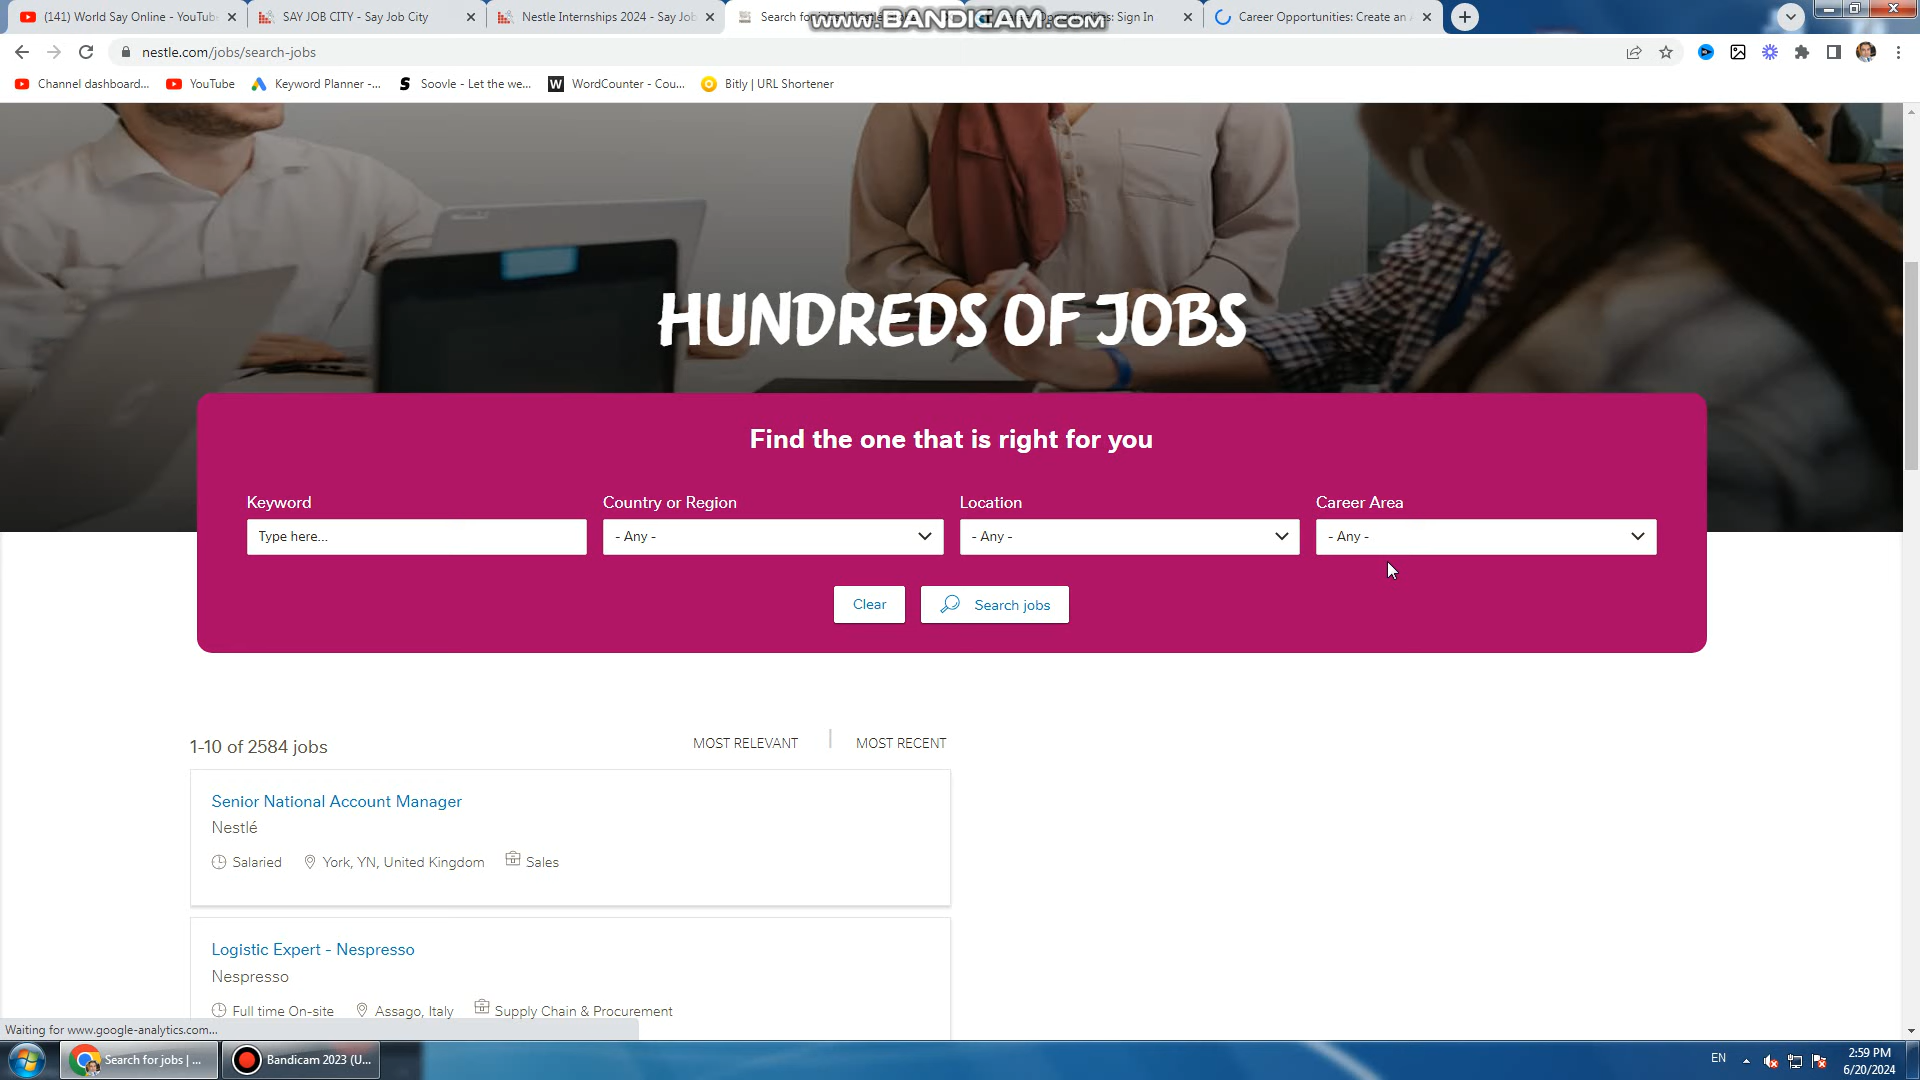 (141) World Say Online - YouTub
SAY JOB CITY - Say Job City
Nestle Internships 2024 - Say Job
Search for
www.BANDICAM.com
: Sign In
Career Opportunities: Create an A
nestle.com/jobs/search-jobs
Channel dashboard...
YouTube
Keyword Planner -...
Soovle - Let the we...
WordCounter - Cou...
Bitly | URL Shortener
HUNDREDS OF JOBS
Find the one that is right for you
Keyword
Country or Region
Location
Career Area
Type here...
- Any -
- Any -
- Any -
Clear
Search jobs
1-10 of 2584 jobs
MOST RELEVANT
MOST RECENT
Senior National Account Manager
Nestlé
Salaried
York, YN, United Kingdom
Sales
Logistic Expert - Nespresso
Nespresso
Full time On-site
Assago, Italy
Supply Chain & Procurement
Waiting for www.google-analytics.com...
Search for jobs | ...
Bandicam 2023 (U...
EN
2:59 PM
6/20/2024